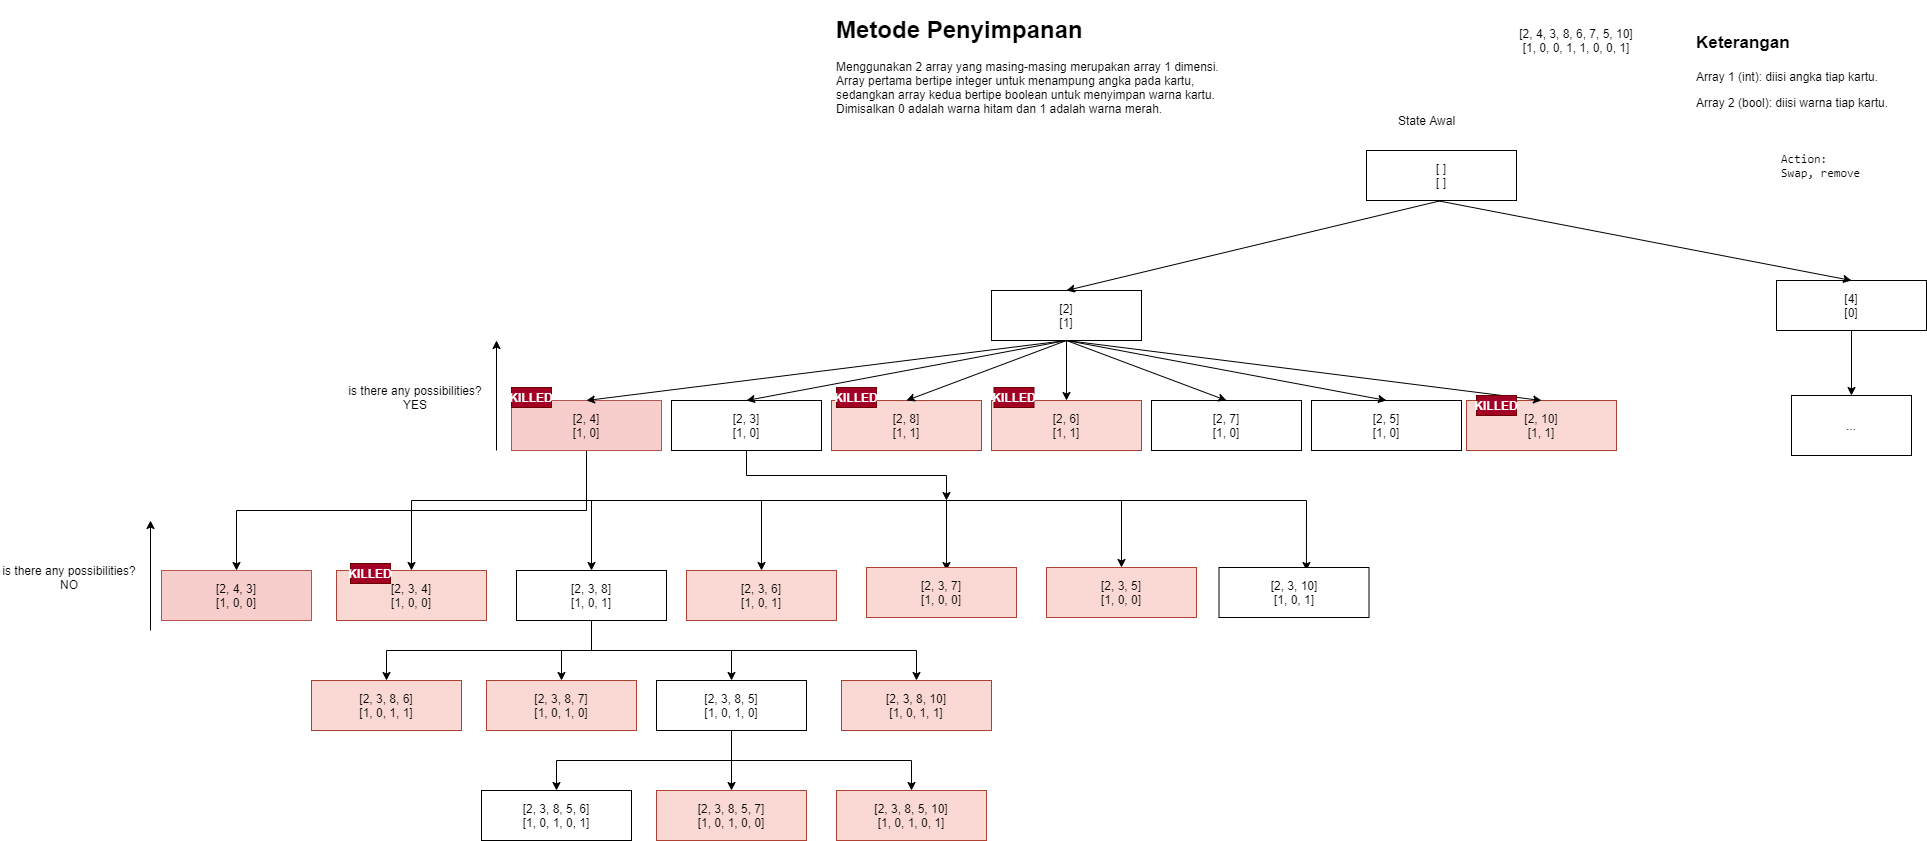 Metode Penyimpanan
Menggunakan 2 array yang masing-masing merupakan array 1 dimensi.
Array pertama bertipe integer untuk menampung angka pada kartu,
sedangkan array kedua bertipe boolean untuk menyimpan warna kartu.
Dimisalkan 0 adalah warna hitam dan 1 adalah warna merah.
[2, 4, 3, 8, 6, 7, 5, 10]
[1, 0, 0, 1, 1, 0, 0, 1]
Keterangan
Array 1 (int): diisi angka tiap kartu.
Array 2 (bool): diisi warna tiap kartu.
State Awal
[ ]
[ ]
Action:
Swap, remove
[2]
[1]
[4]
[0]
is there any possibilities?
YES
KILLED
[2, 4]
[1, 0]
[2, 3]
[1, 0]
KILLED
[2, 8]
[1, 1]
KILLED
[2, 6]
[1, 1]
[2, 7]
[1, 0]
[2, 5]
[1, 0]
KILLED
[2, 10]
[1, 1]
...
is there any possibilities?
NO
[2, 4, 3]
[1, 0, 0]
KILLED
[2, 3, 4]
[1, 0, 0]
[2, 3, 8]
[1, 0, 1]
[2, 3, 6]
[1, 0, 1]
[2, 3, 7]
[1, 0, 0]
[2, 3, 5]
[1, 0, 0]
[2, 3, 10]
[1, 0, 1]
[2, 3, 8, 6]
[1, 0, 1, 1]
[2, 3, 8, 7]
[1, 0, 1, 0]
[2, 3, 8, 5]
[1, 0, 1, 0]
[2, 3, 8, 10]
[1, 0, 1, 1]
[2, 3, 8, 5, 6]
[1, 0, 1, 0, 1]
[2, 3, 8, 5, 7]
[1, 0, 1, 0, 0]
[2, 3, 8, 5, 10]
[1, 0, 1, 0, 1]